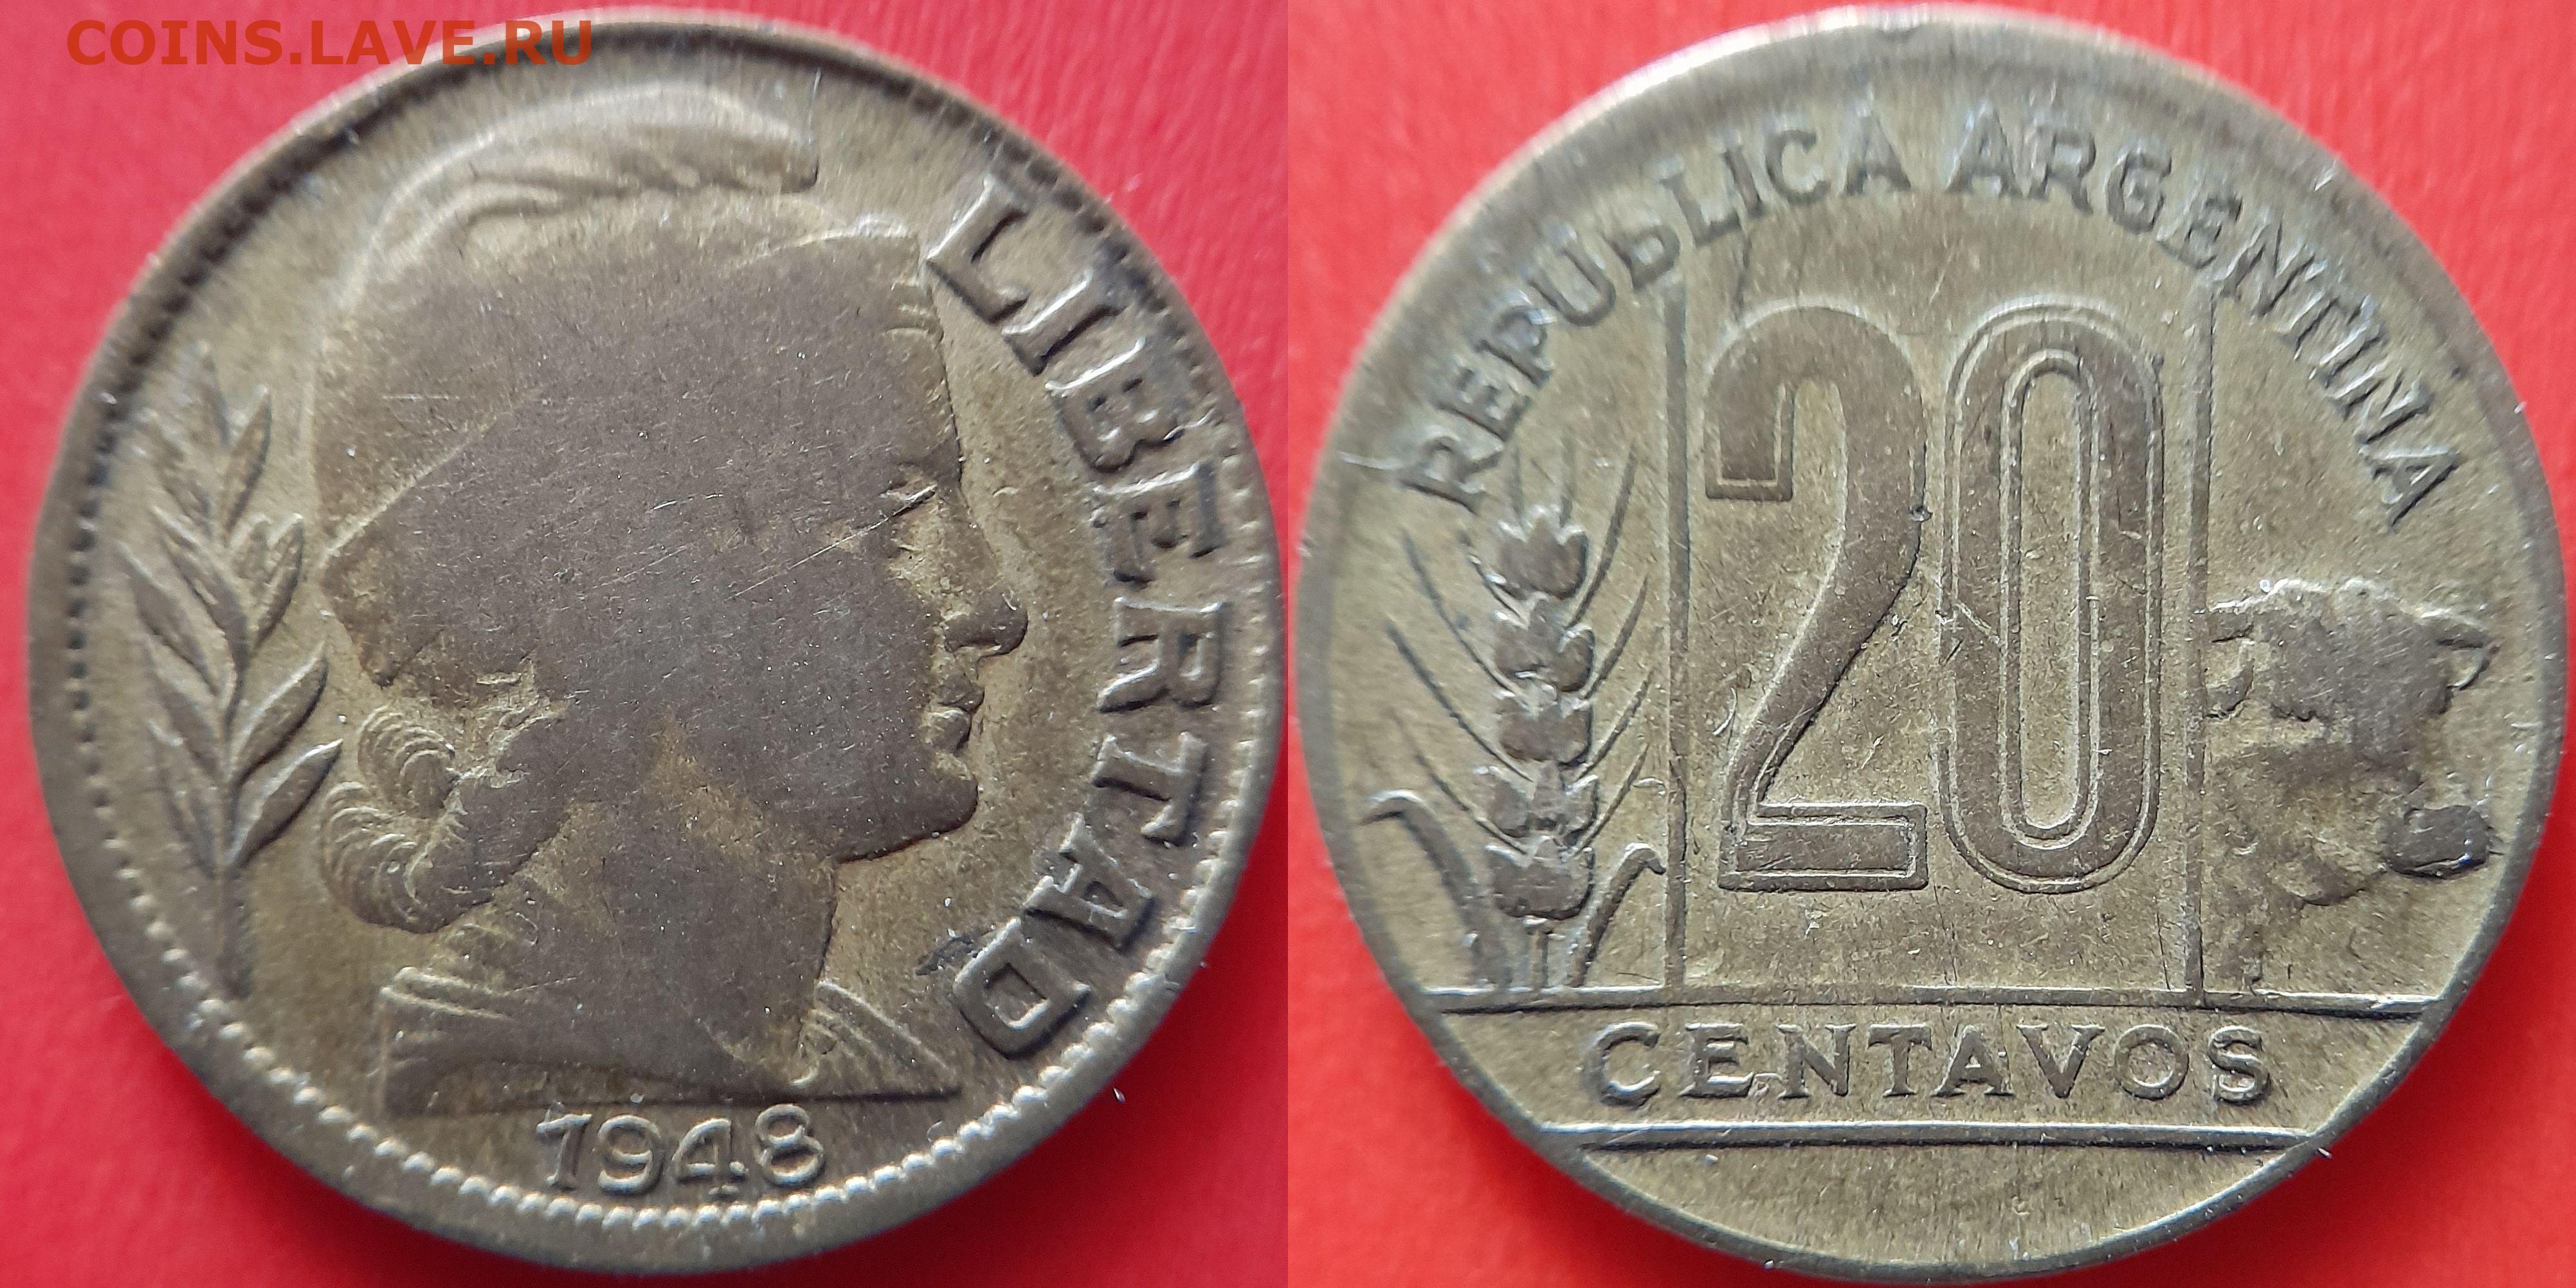 COINS.LAVE.RU
LIBERTAD
1948
REPUBLICA ARGENTINA
20
CENTAVOS